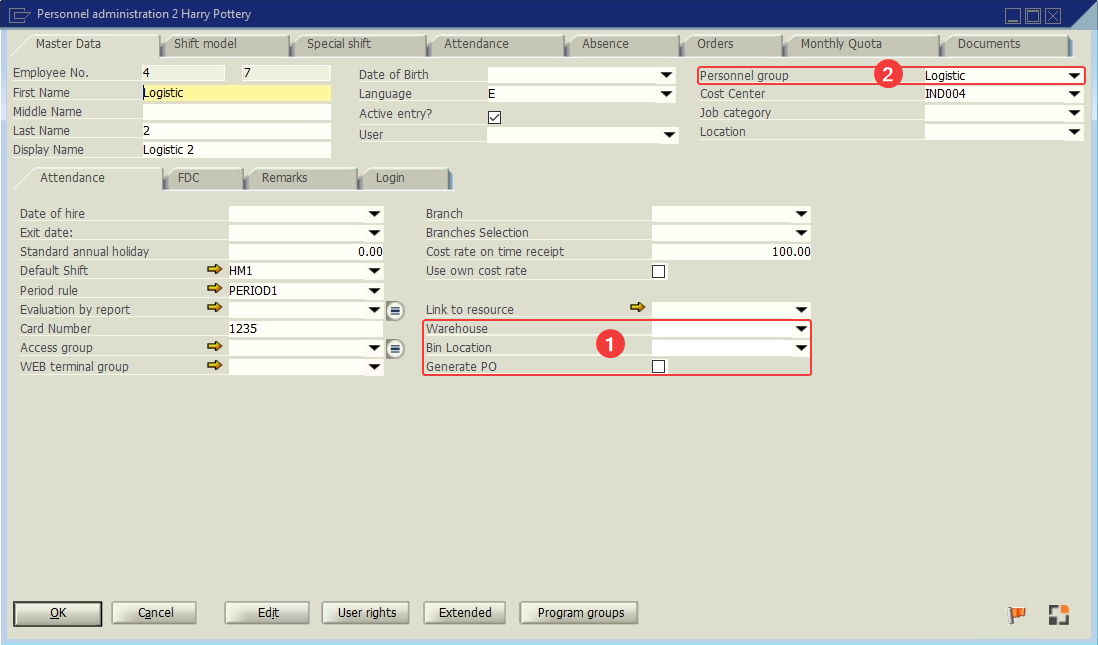 Personnel administration 2 Harry Pottery
Master Data Shift model Special shift Attendance Absence Orders Monthly Quota Documents
Employee No. 4 7
First Name Logistic
Middle Name
Last Name 2
Display Name Logistic 2
Date of Birth
Language E
Active entry?
User
2
Personnel group Logistic
Cost Center IND004
Job category
Location
Attendance FDC Remarks Login
Date of hire
Exit date:
Standard annual holiday 0.00
Default Shift HM1
Period rule PERIOD1
Evaluation by report
Card Number 1235
Access group
WEB terminal group
Branch
Branches Selection
Cost rate on time receipt 100.00
Use own cost rate
Link to resource
Warehouse
1
Bin Location
Generate PO
OK Cancel Edit User rights Extended Program groups